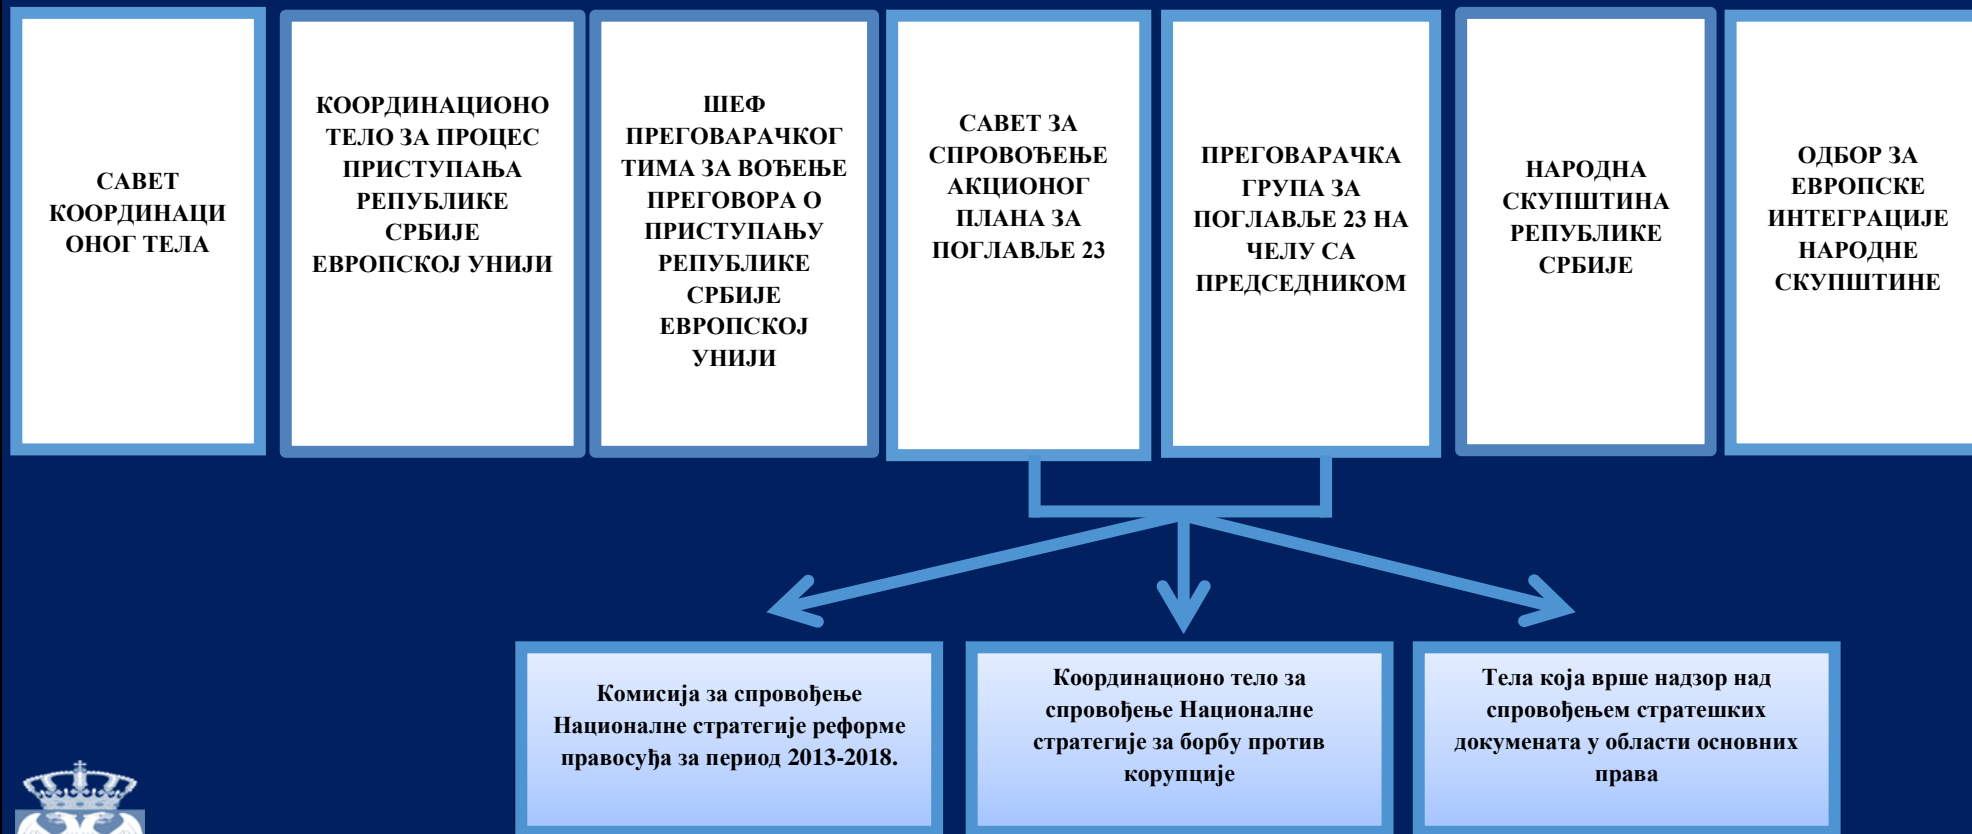 САВЕТ
КООРДИНАЦИ
ОНОГ ТЕЛА
КООРДИНАЦИОНО
ТЕЛО ЗА ПРОЦЕС
ПРИСТУПАЊА
РЕПУБЛИКЕ
СРБИЈЕ
ЕВРОПСКОЈ УНИЈИ
ШЕФ
ПРЕГОВАРАЧКОГ
ТИМА ЗА ВОЂЕЊЕ
ПРЕГОВОРА О
ПРИСТУПАЊУ
РЕПУБЛИКЕ
СРБИЈЕ
ЕВРОПСКОЈ
УНИЈИ
САВЕТ ЗА
СПРОВОЂЕЊЕ
АКЦИОНОГ
ПЛАНА ЗА
ПОГЛАВЉЕ 23
ПРЕГОВАРАЧКА
ГРУПА ЗА
ПОГЛАВЉЕ 23 НА
ЧЕЛУ СА
ПРЕДСЕДНИКОМ
НАРОДНА
СКУПШТИНА
РЕПУБЛИКЕ
СРБИЈЕ
ОДБОР ЗА
ЕВРОПСКЕ
ИНТЕГРАЦИЈЕ
НАРОДНЕ
СКУПШТИНЕ
Комисија за спровођење
Националне стратегије реформе
правосуђа за период 2013-2018.
Координационо тело за
спровођење Националне
стратегије за борбу против
корупције
Тела која врше надзор над
спровођењем стратешких
докумената у области основних
права